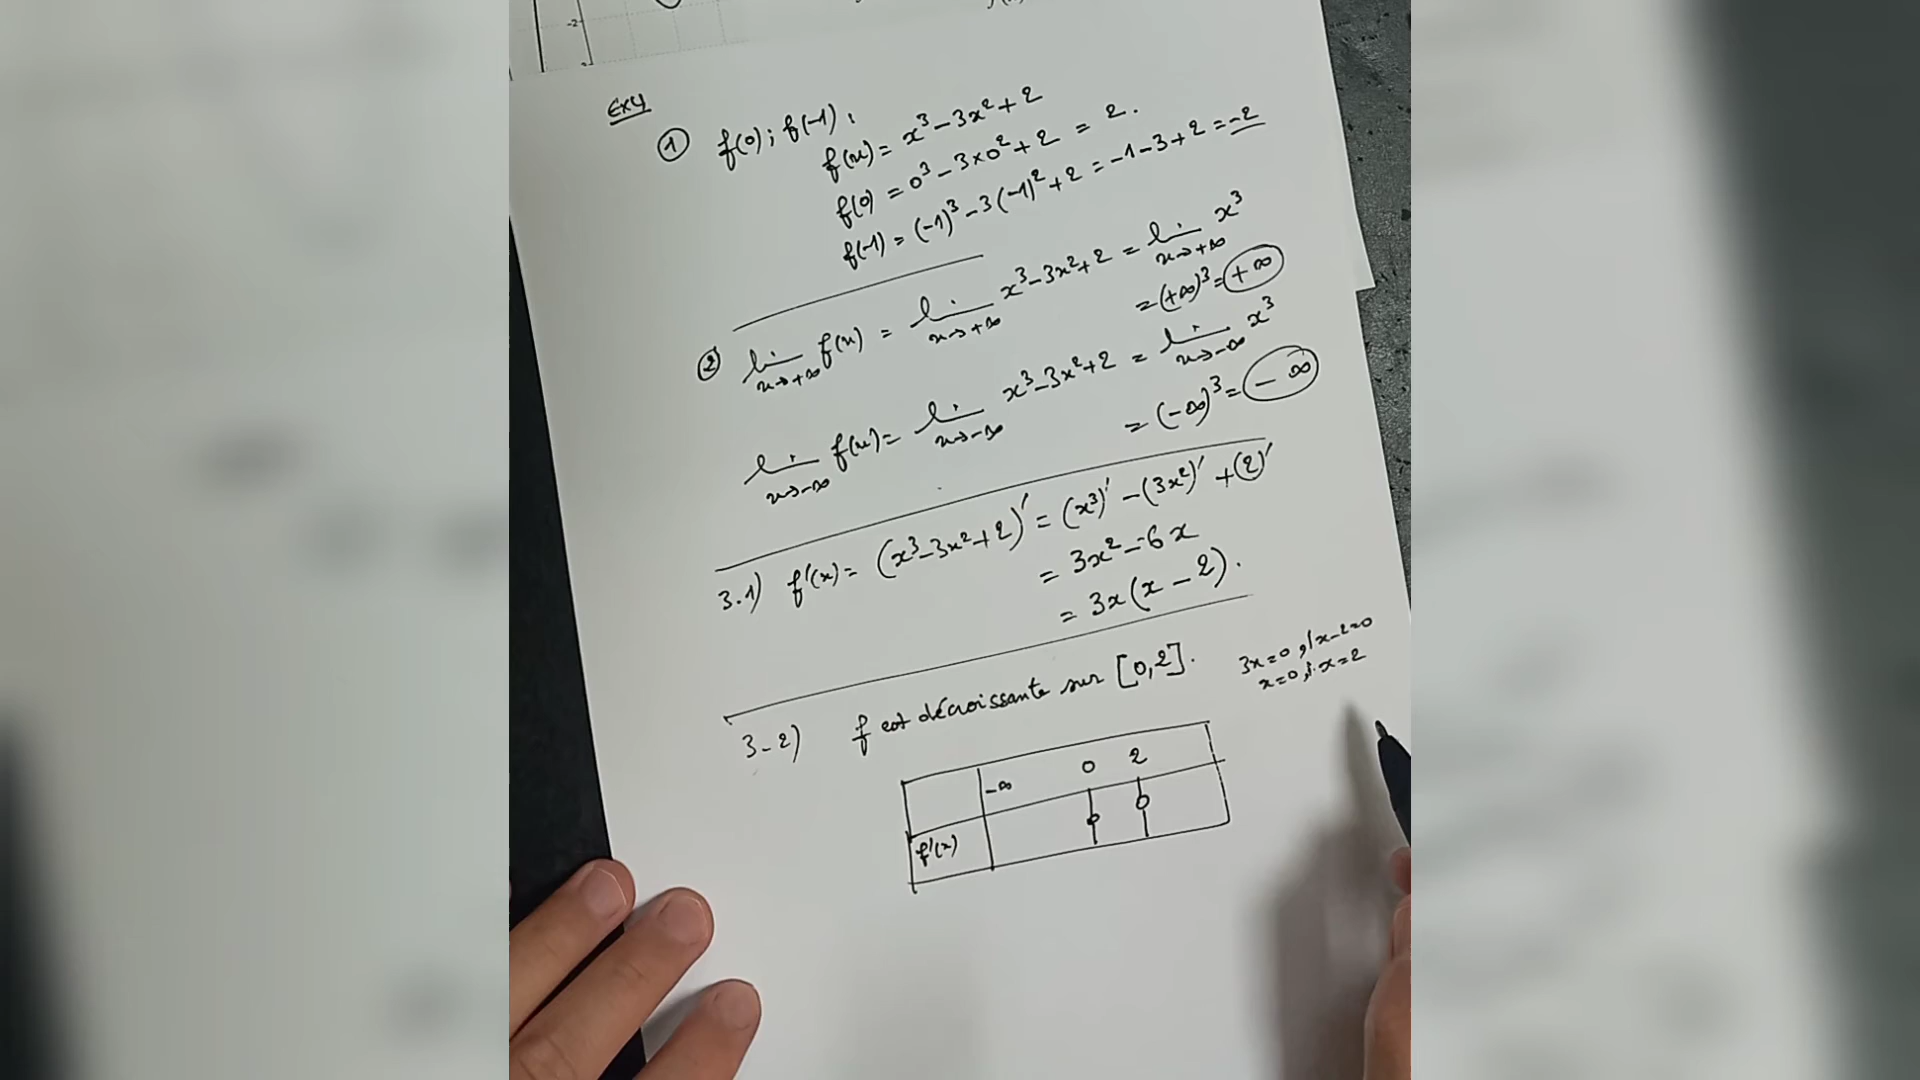 -2
Ex4
① f(0) ; f(-1) :
f(x) = x³ - 3x² + 2
f(0) = 0³ - 3×0² + 2 = 2.
f(-1) = (-1)³ - 3(-1)² + 2 = -1-3+2 = -2
② lim x→+∞ f(x) = lim x→+∞ x³-3x²+2 = lim x→+∞ x³
= (+∞)³ = +∞
lim x→-∞ f(x) = lim x→-∞ x³-3x²+2 = lim x→-∞ x³
= (-∞)³ = -∞
3.1) f'(x) = (x³-3x²+2)' = (x³)' - (3x²)' + (2)'
= 3x² - 6x
= 3x(x-2).
3x=0, x-2=0
x=0, x=2
3-2) f est décroissante sur [0,2].
-∞ 0 2
f'(x) 0 0